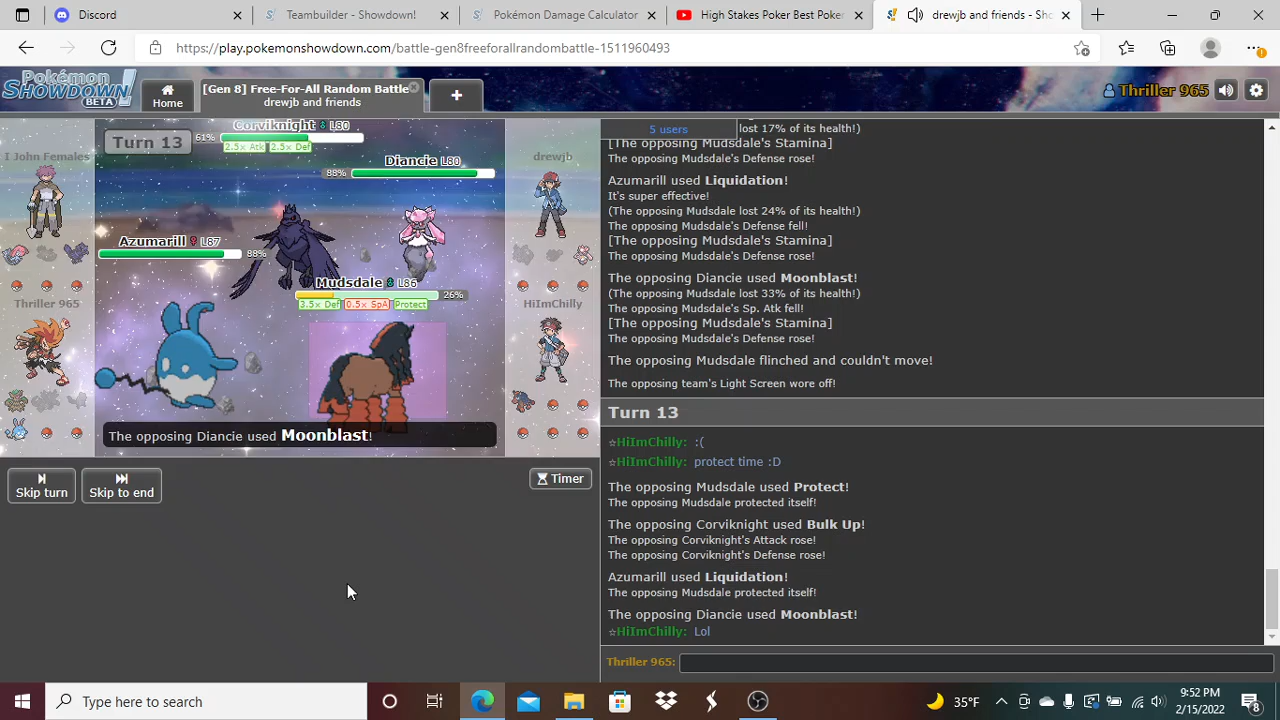 Discord
Teambuilder - Showdown!
Pokémon Damage Calculator
High Stakes Poker Best Poker
drewjb and friends - Sho
https://play.pokemonshowdown.com/battle-gen8freeforallrandombattle-1511960493
Pokémon
Showdown!
BETA
Home
[Gen 8] Free-For-All Random Battle
drewjb and friends
Thriller 965
Turn 13
Corviknight L80
61%
2.5× Atk 2.5× Def
Diancie L80
88%
I John Females
drewjb
Azumarill L87
88%
Mudsdale L86
26%
3.5× Def 0.5× SpA Protect
Thriller 965
HiImChilly
The opposing Diancie used Moonblast!
Skip turn
Skip to end
Timer
5 users
lost 17% of its health!)
[The opposing Mudsdale's Stamina]
The opposing Mudsdale's Defense rose!
Azumarill used Liquidation!
It's super effective!
(The opposing Mudsdale lost 24% of its health!)
The opposing Mudsdale's Defense fell!
[The opposing Mudsdale's Stamina]
The opposing Mudsdale's Defense rose!
The opposing Diancie used Moonblast!
(The opposing Mudsdale lost 33% of its health!)
The opposing Mudsdale's Sp. Atk fell!
[The opposing Mudsdale's Stamina]
The opposing Mudsdale's Defense rose!
The opposing Mudsdale flinched and couldn't move!
The opposing team's Light Screen wore off!
Turn 13
☆HiImChilly: :(
☆HiImChilly: protect time :D
The opposing Mudsdale used Protect!
The opposing Mudsdale protected itself!
The opposing Corviknight used Bulk Up!
The opposing Corviknight's Attack rose!
The opposing Corviknight's Defense rose!
Azumarill used Liquidation!
The opposing Mudsdale protected itself!
The opposing Diancie used Moonblast!
☆HiImChilly: Lol
Thriller 965:
Type here to search
35°F
9:52 PM
2/15/2022
8